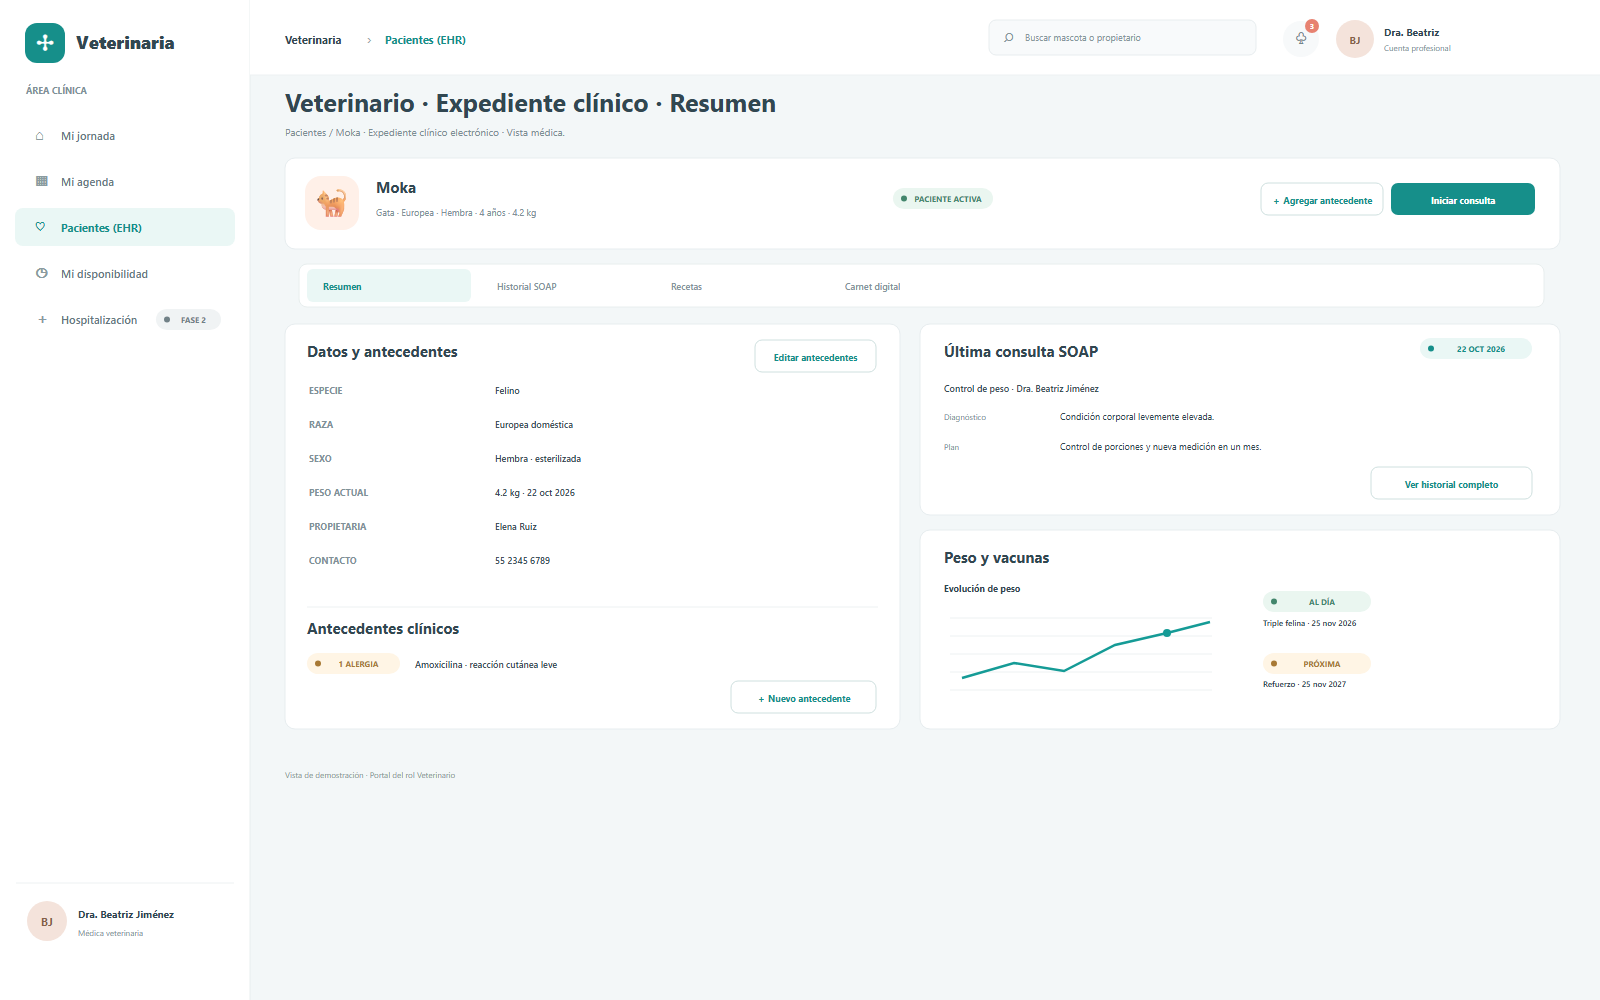 Veterinaria
ÁREA CLÍNICA
Mi jornada
Mi agenda
Pacientes (EHR)
Mi disponibilidad
Hospitalización
FASE 2
Dra. Beatriz Jiménez
BJ
Médica veterinaria
Veterinaria › Pacientes (EHR)
Buscar mascota o propietario
3
BJ
Dra. Beatriz
Cuenta profesional
Veterinario · Expediente clínico · Resumen
Pacientes / Moka · Expediente clínico electrónico · Vista médica.
Moka
Gata · Europea · Hembra · 4 años · 4.2 kg
PACIENTE ACTIVA
+ Agregar antecedente
Iniciar consulta
Resumen
Historial SOAP
Recetas
Carnet digital
Datos y antecedentes
Editar antecedentes
ESPECIE Felino
RAZA Europea doméstica
SEXO Hembra · esterilizada
PESO ACTUAL 4.2 kg · 22 oct 2026
PROPIETARIA Elena Ruiz
CONTACTO 55 2345 6789
Antecedentes clínicos
1 ALERGIA Amoxicilina · reacción cutánea leve
+ Nuevo antecedente
Última consulta SOAP
22 OCT 2026
Control de peso · Dra. Beatriz Jiménez
Diagnóstico Condición corporal levemente elevada.
Plan Control de porciones y nueva medición en un mes.
Ver historial completo
Peso y vacunas
Evolución de peso
AL DÍA
Triple felina · 25 nov 2026
PRÓXIMA
Refuerzo · 25 nov 2027
Vista de demostración · Portal del rol Veterinario